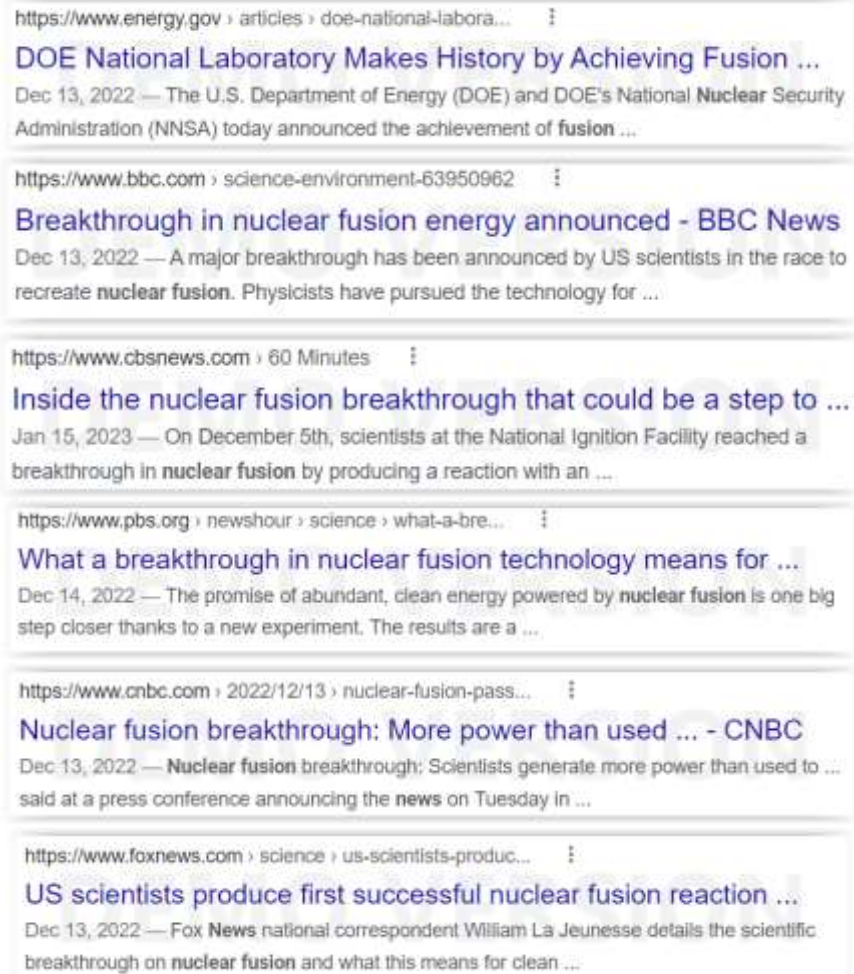 https://www.energy.gov › articles › doe-national-labora...
DOE National Laboratory Makes History by Achieving Fusion ...
Dec 13, 2022 — The U.S. Department of Energy (DOE) and DOE's National Nuclear Security
Administration (NNSA) today announced the achievement of fusion ...
https://www.bbc.com › science-environment-63950962
Breakthrough in nuclear fusion energy announced - BBC News
Dec 13, 2022 — A major breakthrough has been announced by US scientists in the race to
recreate nuclear fusion. Physicists have pursued the technology for ...
https://www.cbsnews.com › 60 Minutes
Inside the nuclear fusion breakthrough that could be a step to ...
Jan 15, 2023 — On December 5th, scientists at the National Ignition Facility reached a
breakthrough in nuclear fusion by producing a reaction with an ...
https://www.pbs.org › newshour › science › what-a-bre...
What a breakthrough in nuclear fusion technology means for ...
Dec 14, 2022 — The promise of abundant, clean energy powered by nuclear fusion is one big
step closer thanks to a new experiment. The results are a ...
https://www.cnbc.com › 2022/12/13 › nuclear-fusion-pass...
Nuclear fusion breakthrough: More power than used ... - CNBC
Dec 13, 2022 — Nuclear fusion breakthrough: Scientists generate more power than used to ...
said at a press conference announcing the news on Tuesday in ...
https://www.foxnews.com › science › us-scientists-produc...
US scientists produce first successful nuclear fusion reaction ...
Dec 13, 2022 — Fox News national correspondent William La Jeunesse details the scientific
breakthrough on nuclear fusion and what this means for clean ...
DEMO VERSION
DEMO VERSION
DEMO VERSION
DEMO VERSION
DEMO VERSION
DEMO VERSION